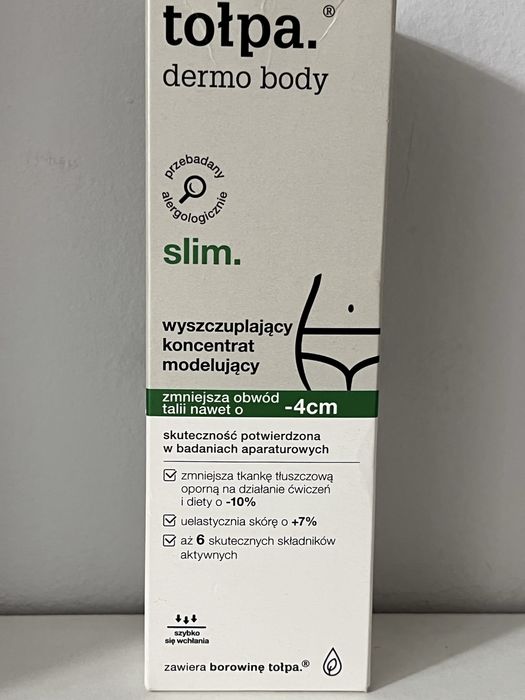 tołpa.®
dermo body
przebadany
alergologicznie
slim.
wyszczuplający
koncentrat
modelujący
zmniejsza obwód
talii nawet o -4cm
skuteczność potwierdzona
w badaniach aparaturowych
zmniejsza tkankę tłuszczową
oporną na działanie ćwiczeń
i diety o -10%
uelastycznia skórę o +7%
aż 6 skutecznych składników
aktywnych
szybko
się wchłania
zawiera borowinę tołpa.®